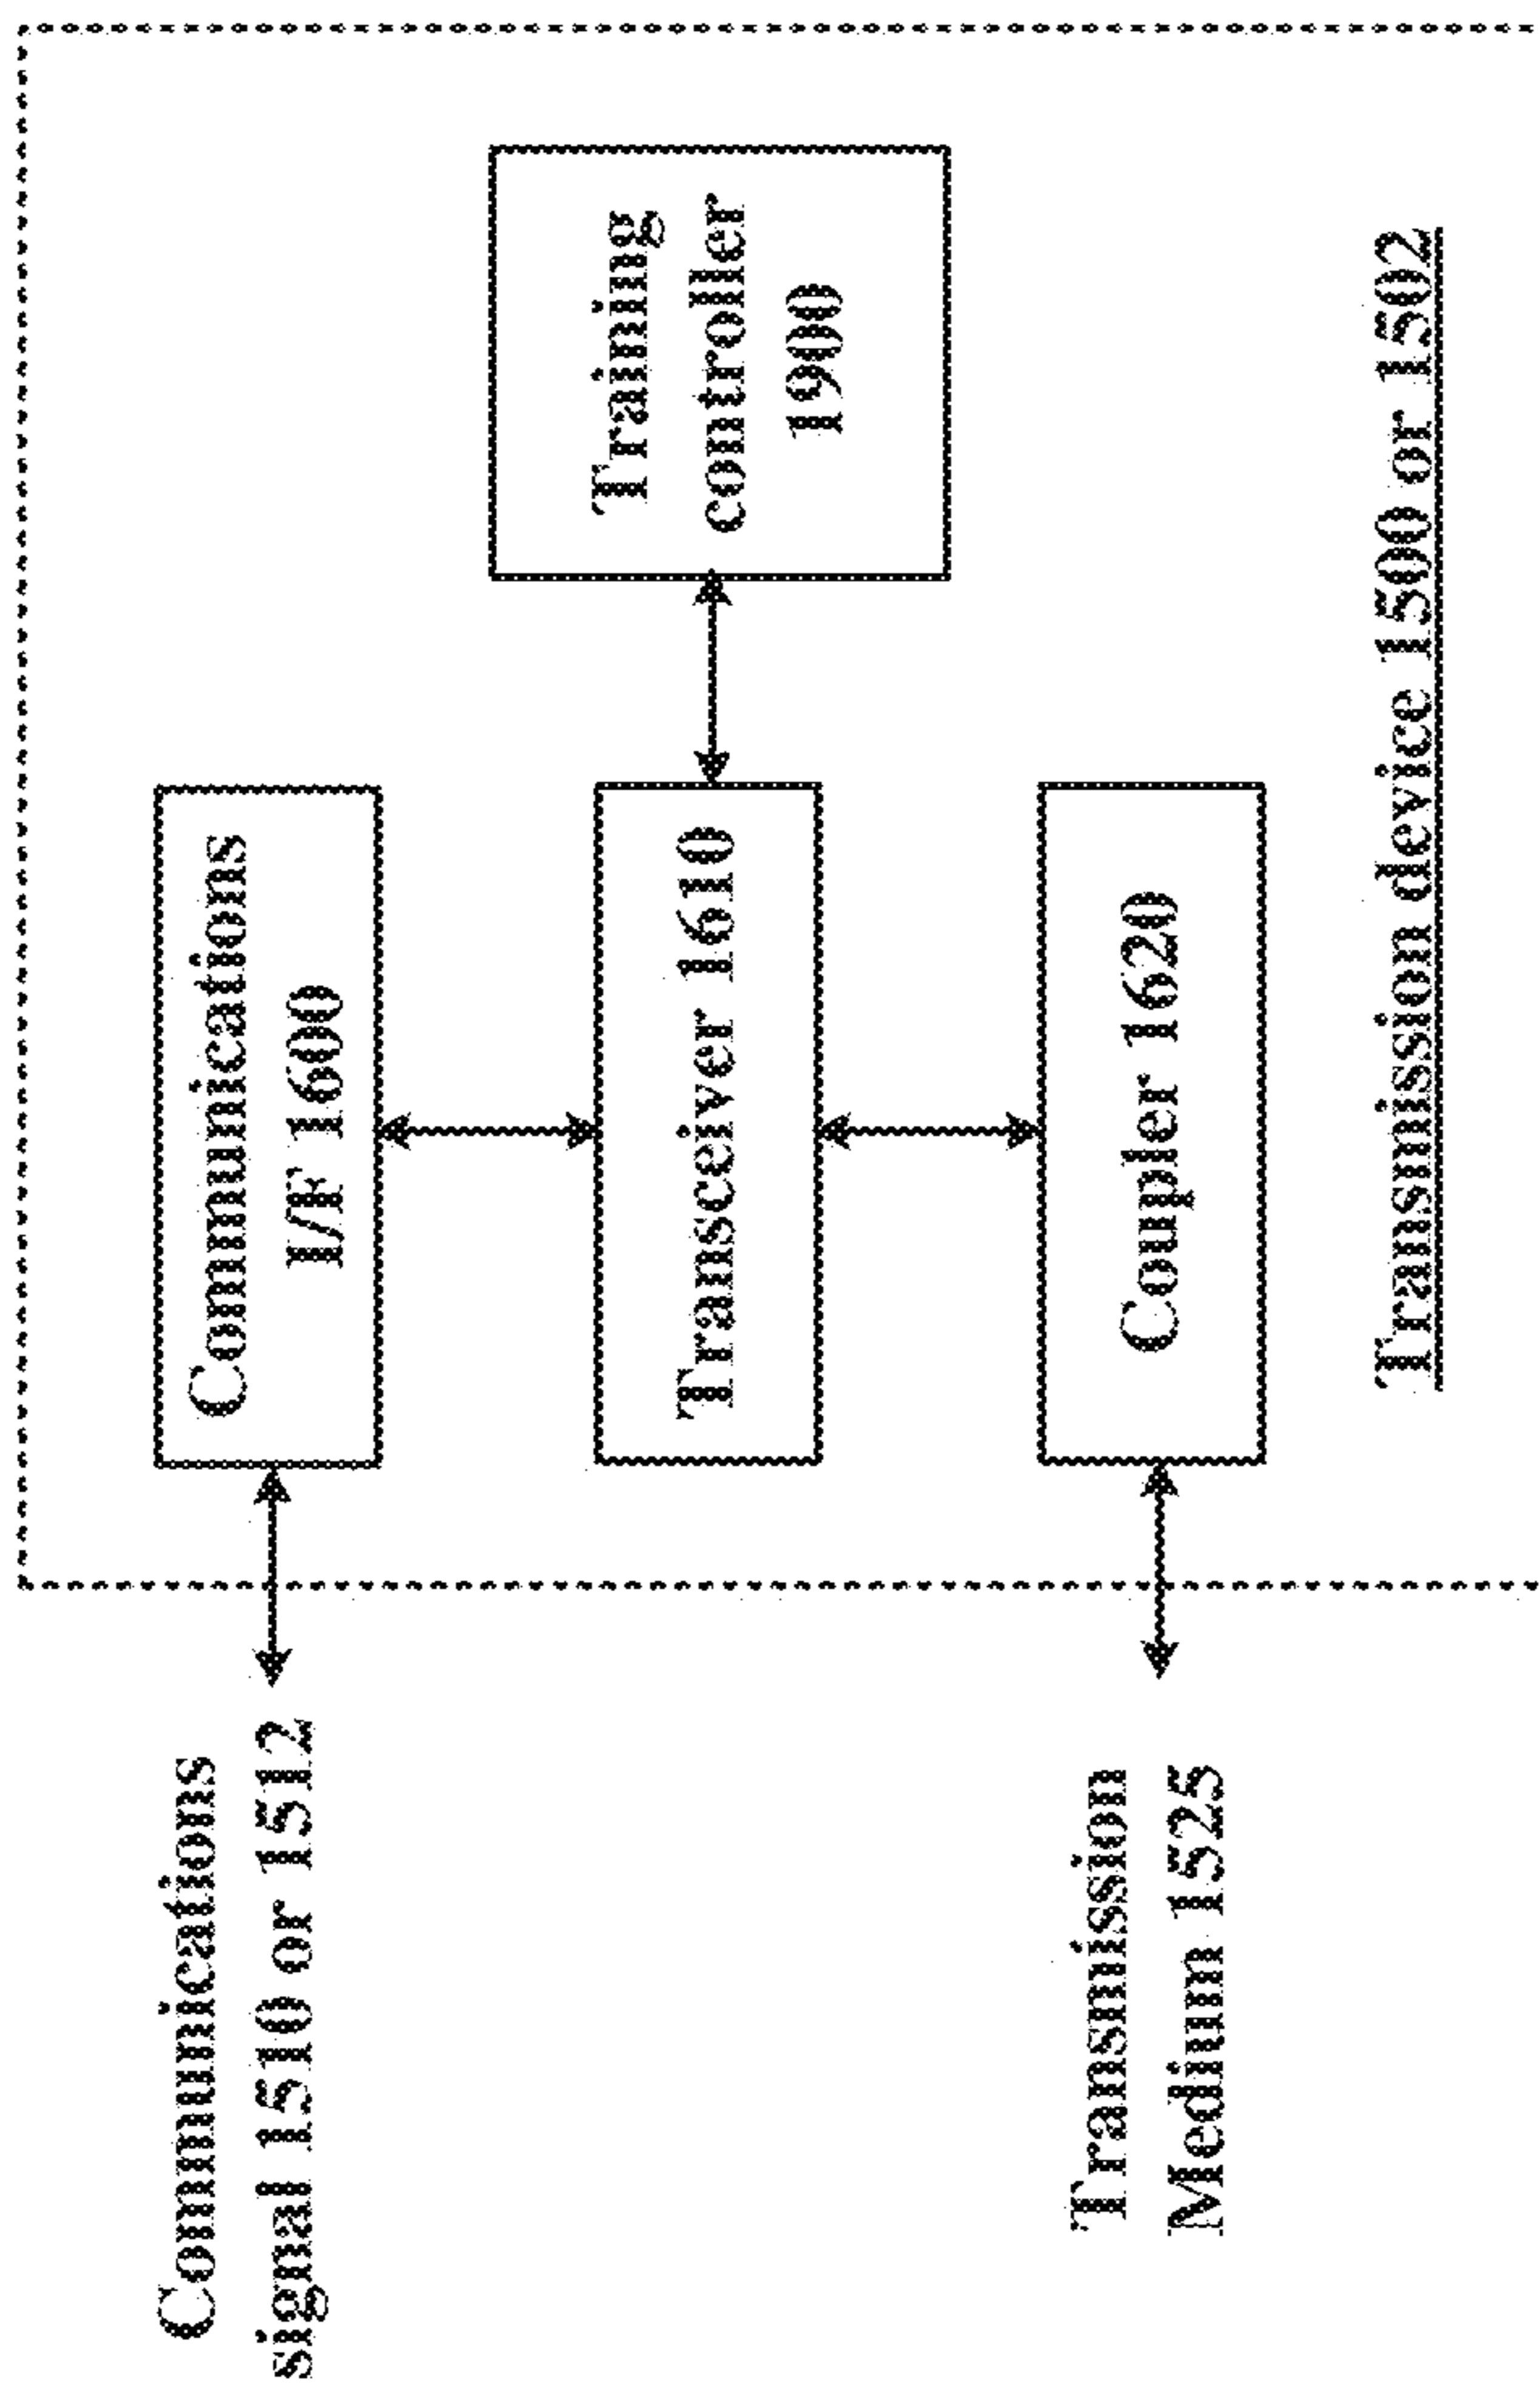 Communications
signal 1510 or 1512
Communications
I/F 1600
Transceiver 1610
Training
controller
1900
Transmission
Medium 1525
Coupler 1620
Transmission device 1500 or 1502